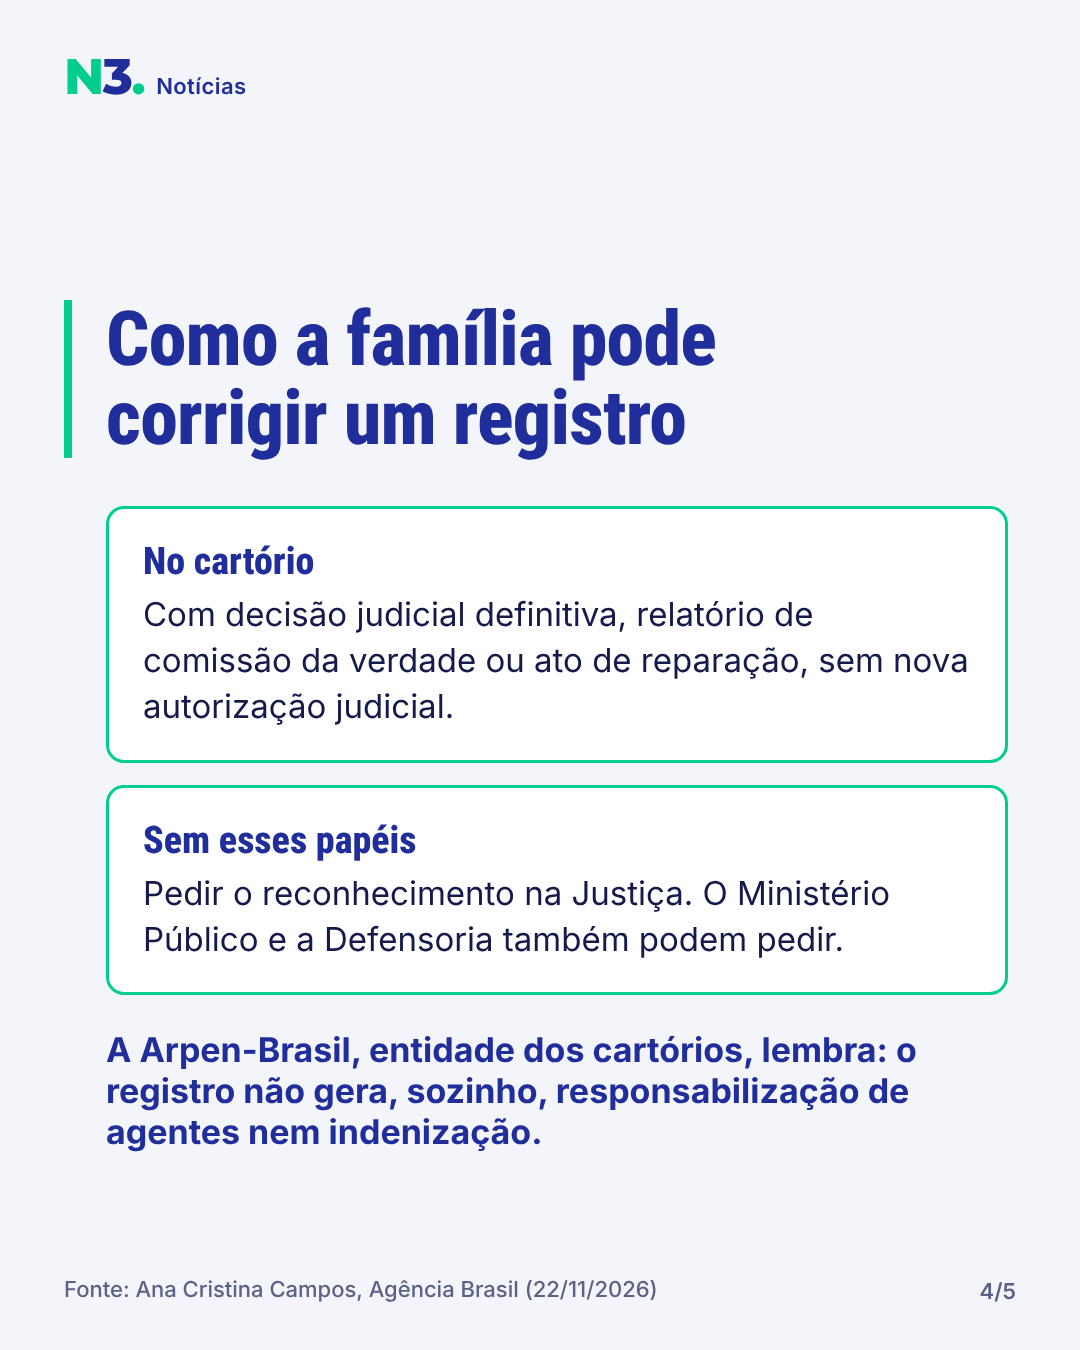 N3. Notícias
Como a família pode
corrigir um registro
No cartório
Com decisão judicial definitiva, relatório de
comissão da verdade ou ato de reparação, sem nova
autorização judicial.
Sem esses papéis
Pedir o reconhecimento na Justiça. O Ministério
Público e a Defensoria também podem pedir.
A Arpen-Brasil, entidade dos cartórios, lembra: o
registro não gera, sozinho, responsabilização de
agentes nem indenização.
Fonte: Ana Cristina Campos, Agência Brasil (22/11/2026)
4/5